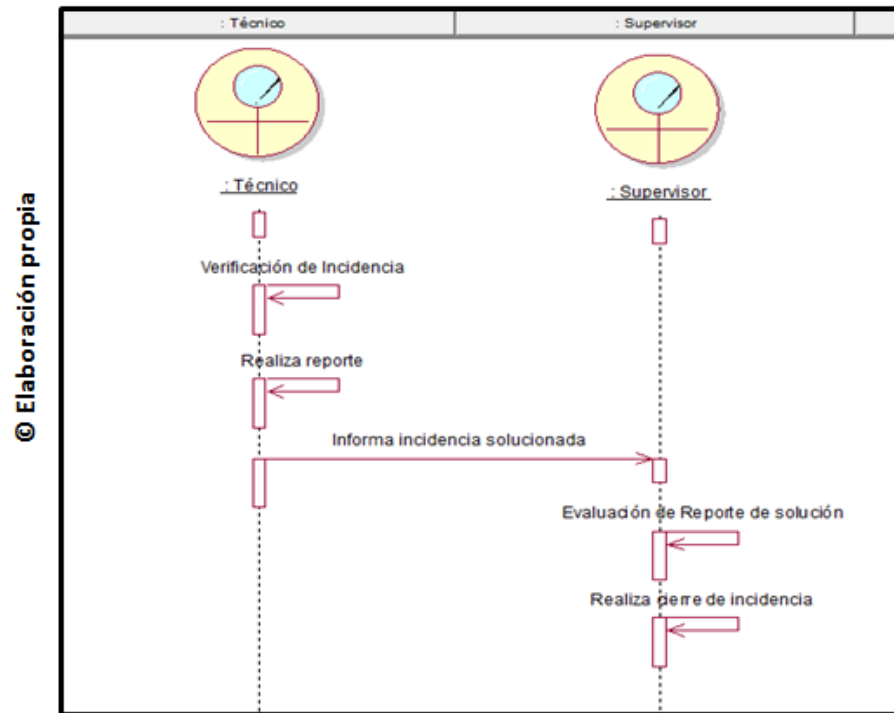 : Técnico
: Supervisor
: Técnico
: Supervisor
Verificación de Incidencia
Realiza reporte
Informa incidencia solucionada
Evaluación de Reporte de solución
Realiza cierre de incidencia
© Elaboración propia